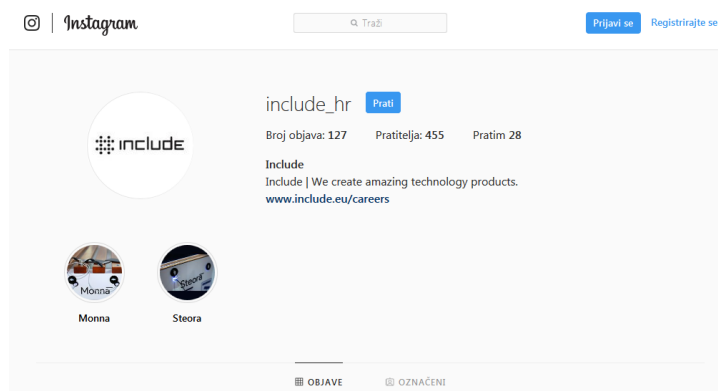 Instagram
Traži
Prijavi se Registrirajte se
include
include_hr Prati
Broj objava: 127 Pratitelja: 455 Pratim 28
Include
Include | We create amazing technology products.
www.include.eu/careers
Monna
Steora
Monna Steora
OBJAVE OZNAČENI